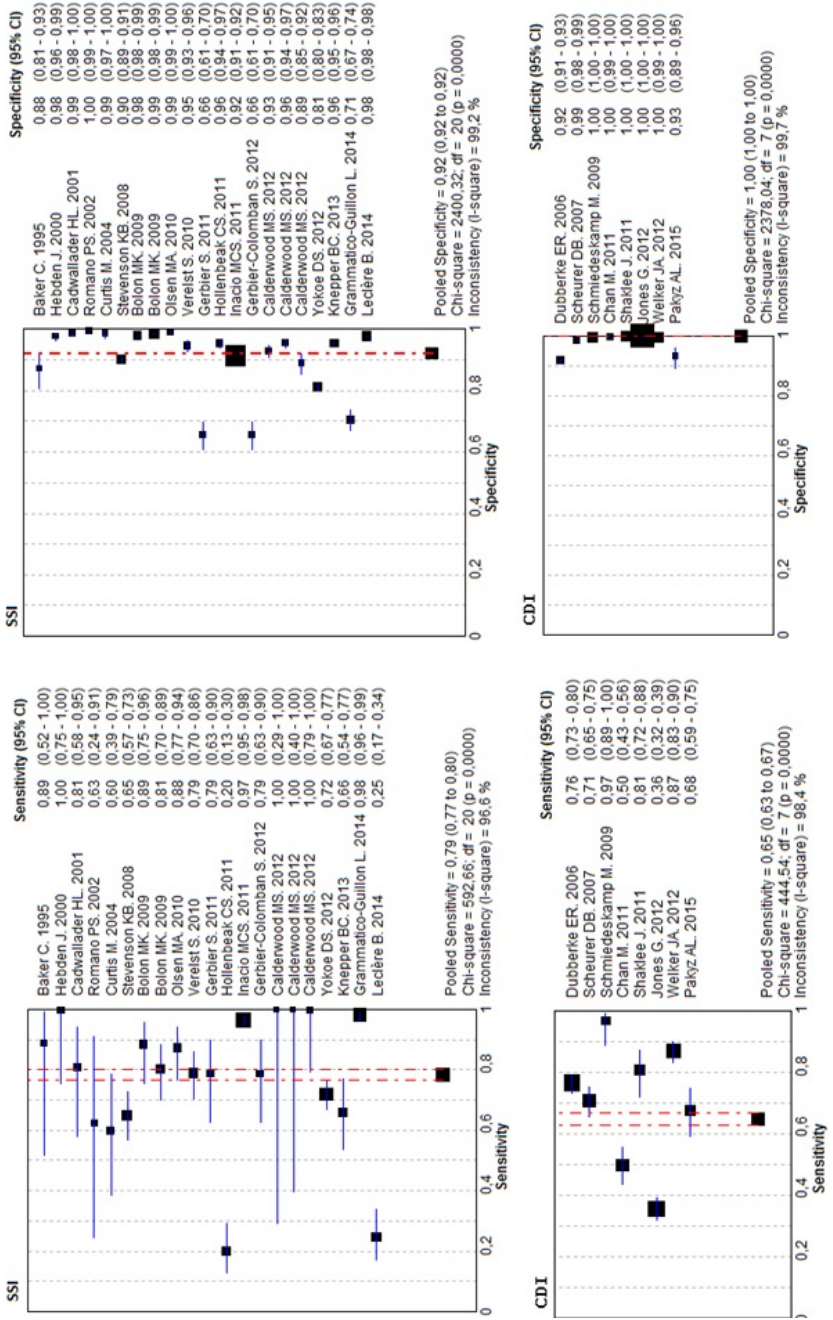 SSI
Sensitivity (95% CI)
Baker C. 1995 0,89 (0,52 - 1,00)
Hebden J. 2000 1,00 (0,75 - 1,00)
Cadwallader HL. 2001 0,81 (0,58 - 0,95)
Romano PS. 2002 0,63 (0,24 - 0,91)
Curtis M. 2004 0,60 (0,39 - 0,79)
Stevenson KB. 2008 0,65 (0,57 - 0,73)
Bolon MK. 2009 0,89 (0,75 - 0,96)
Bolon MK. 2009 0,81 (0,70 - 0,89)
Olsen MA. 2010 0,88 (0,77 - 0,94)
Verelst S. 2010 0,79 (0,70 - 0,86)
Gerbier S. 2011 0,79 (0,63 - 0,90)
Hollenbeak CS. 2011 0,20 (0,13 - 0,30)
Inacio MCS. 2011 0,97 (0,95 - 0,98)
Gerbier-Colomban S. 2012 0,79 (0,63 - 0,90)
Calderwood MS. 2012 1,00 (0,29 - 1,00)
Calderwood MS. 2012 1,00 (0,40 - 1,00)
Calderwood MS. 2012 1,00 (0,79 - 1,00)
Yokoe DS. 2012 0,72 (0,67 - 0,77)
Knepper BC. 2013 0,66 (0,54 - 0,77)
Grammatico-Guillon L. 2014 0,98 (0,96 - 0,99)
Leclère B. 2014 0,25 (0,17 - 0,34)
Pooled Sensitivity = 0,79 (0,77 to 0,80)
Chi-square = 592,66; df = 20 (p = 0,0000)
Inconsistency (I-square) = 96,6 %
0 0,2 0,4 0,6 0,8 1
Sensitivity
SSI
Specificity (95% CI)
Baker C. 1995 0,88 (0,81 - 0,93)
Hebden J. 2000 0,98 (0,96 - 0,99)
Cadwallader HL. 2001 0,99 (0,98 - 1,00)
Romano PS. 2002 1,00 (0,99 - 1,00)
Curtis M. 2004 0,99 (0,97 - 1,00)
Stevenson KB. 2008 0,90 (0,89 - 0,91)
Bolon MK. 2009 0,98 (0,98 - 0,99)
Bolon MK. 2009 0,99 (0,98 - 0,99)
Olsen MA. 2010 0,99 (0,99 - 1,00)
Verelst S. 2010 0,95 (0,93 - 0,96)
Gerbier S. 2011 0,66 (0,61 - 0,70)
Hollenbeak CS. 2011 0,96 (0,94 - 0,97)
Inacio MCS. 2011 0,92 (0,91 - 0,92)
Gerbier-Colomban S. 2012 0,66 (0,61 - 0,70)
Calderwood MS. 2012 0,93 (0,91 - 0,95)
Calderwood MS. 2012 0,96 (0,94 - 0,97)
Calderwood MS. 2012 0,89 (0,85 - 0,92)
Yokoe DS. 2012 0,81 (0,80 - 0,83)
Knepper BC. 2013 0,96 (0,95 - 0,96)
Grammatico-Guillon L. 2014 0,71 (0,67 - 0,74)
Leclère B. 2014 0,98 (0,98 - 0,98)
Pooled Specificity = 0,92 (0,92 to 0,92)
Chi-square = 2400,32; df = 20 (p = 0,0000)
Inconsistency (I-square) = 99,2 %
0 0,2 0,4 0,6 0,8 1
Specificity
CDI
Sensitivity (95% CI)
Dubberke ER. 2006 0,76 (0,73 - 0,80)
Scheurer DB. 2007 0,71 (0,65 - 0,75)
Schmiedeskamp M. 2009 0,97 (0,89 - 1,00)
Chan M. 2011 0,50 (0,43 - 0,56)
Shaklee J. 2011 0,81 (0,72 - 0,88)
Jones G. 2012 0,36 (0,32 - 0,39)
Welker JA. 2012 0,87 (0,83 - 0,90)
Pakyz AL. 2015 0,68 (0,59 - 0,75)
Pooled Sensitivity = 0,65 (0,63 to 0,67)
Chi-square = 444,54; df = 7 (p = 0,0000)
Inconsistency (I-square) = 98,4 %
0 0,2 0,4 0,6 0,8 1
Sensitivity
CDI
Specificity (95% CI)
Dubberke ER. 2006 0,92 (0,91 - 0,93)
Scheurer DB. 2007 0,99 (0,98 - 0,99)
Schmiedeskamp M. 2009 1,00 (1,00 - 1,00)
Chan M. 2011 1,00 (0,99 - 1,00)
Shaklee J. 2011 1,00 (1,00 - 1,00)
Jones G. 2012 1,00 (1,00 - 1,00)
Welker JA. 2012 1,00 (0,99 - 1,00)
Pakyz AL. 2015 0,93 (0,89 - 0,96)
Pooled Specificity = 1,00 (1,00 to 1,00)
Chi-square = 2378,04; df = 7 (p = 0,0000)
Inconsistency (I-square) = 99,7 %
0 0,2 0,4 0,6 0,8 1
Specificity